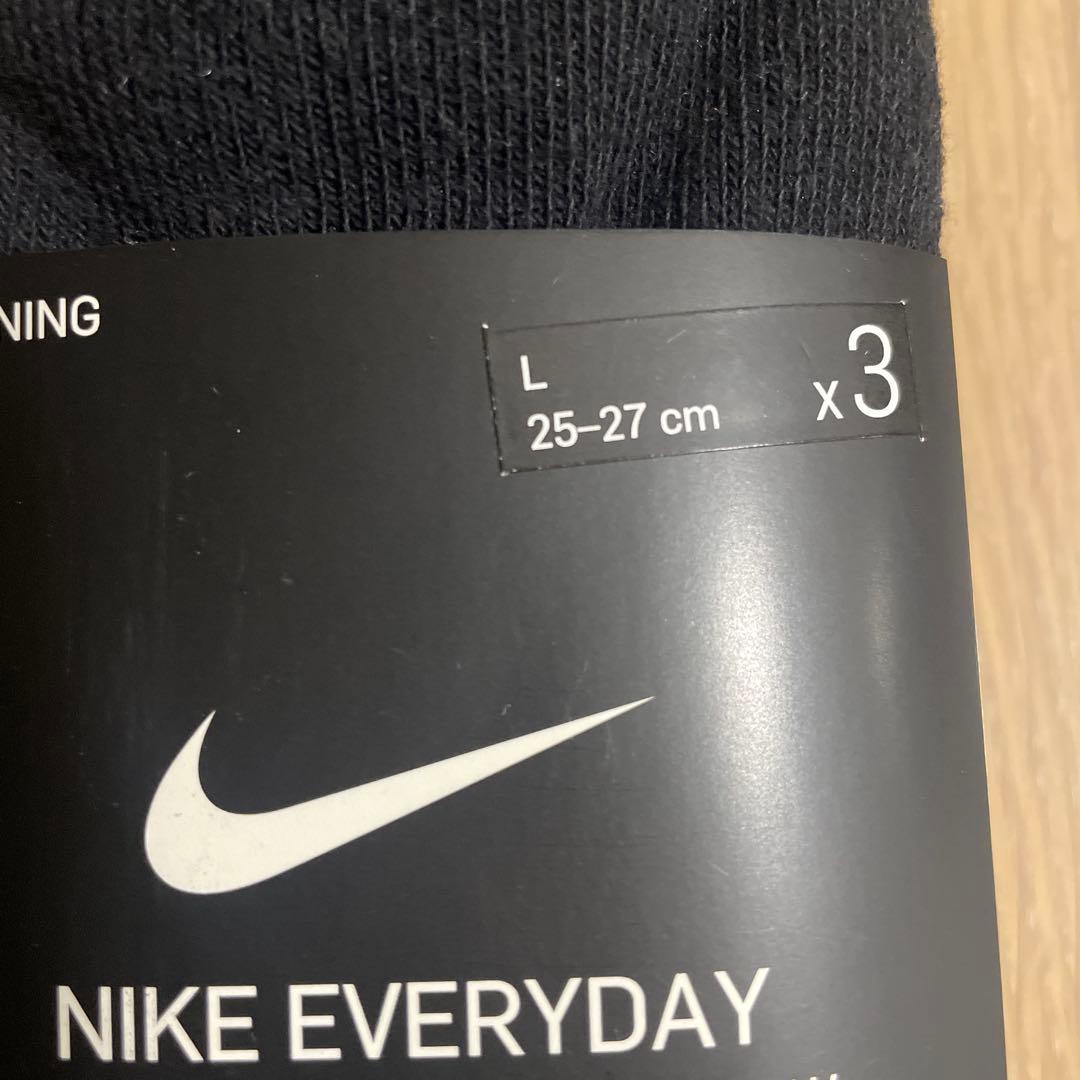 NING
L
25–27 cm
x3
NIKE EVERYDAY